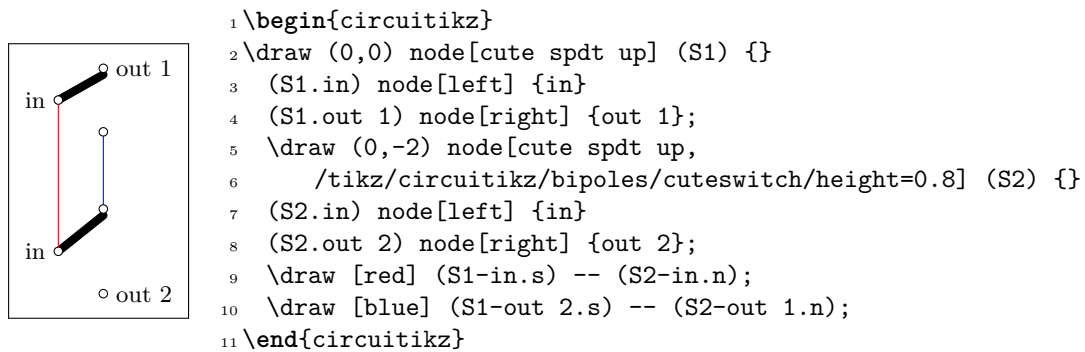 out 1
in
in
out 2
1 \begin{circuitikz}
2 \draw (0,0) node[cute spdt up] (S1) {}
3 (S1.in) node[left] {in}
4 (S1.out 1) node[right] {out 1};
5 \draw (0,-2) node[cute spdt up,
6 /tikz/circuitikz/bipoles/cuteswitch/height=0.8] (S2) {}
7 (S2.in) node[left] {in}
8 (S2.out 2) node[right] {out 2};
9 \draw [red] (S1-in.s) -- (S2-in.n);
10 \draw [blue] (S1-out 2.s) -- (S2-out 1.n);
11 \end{circuitikz}